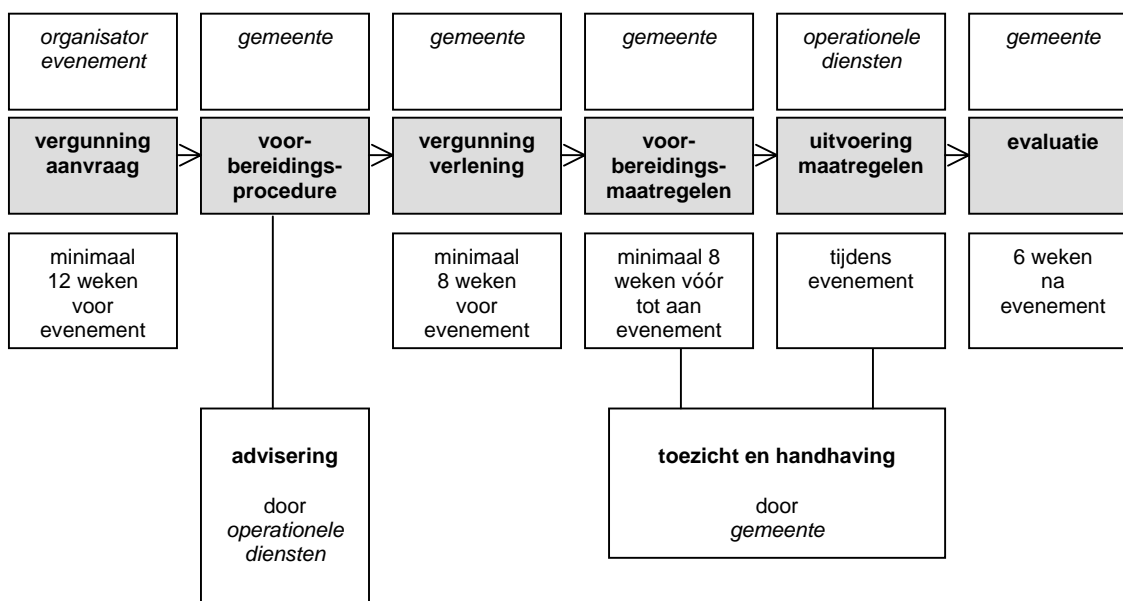 organisator
evenement
gemeente
gemeente
gemeente
operationele
diensten
gemeente
vergunning
aanvraag
voor-
bereidings-
procedure
vergunning
verlening
voor-
bereidings-
maatregelen
uitvoering
maatregelen
evaluatie
minimaal
12 weken
voor
evenement
minimaal
8 weken
voor
evenement
minimaal 8
weken vóór
tot aan
evenement
tijdens
evenement
6 weken
na
evenement
advisering
door
operationele
diensten
toezicht en handhaving
door
gemeente